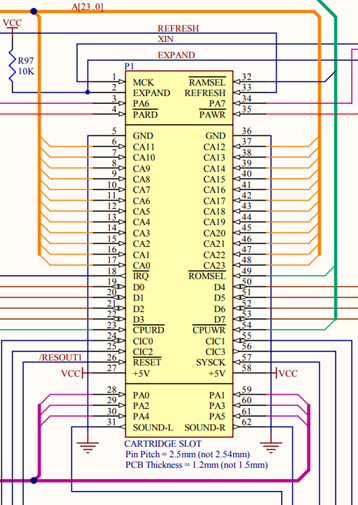 A[23..0]
VCC
REFRESH
XIN
EXPAND
R97
10K
P1
1 MCK RAMSEL 32
2 EXPAND REFRESH 33
3 PA6 PA7 34
4 PARD PAWR 35
5 GND GND 36
6 CA11 CA12 37
7 CA10 CA13 38
8 CA9 CA14 39
9 CA8 CA15 40
10 CA7 CA16 41
11 CA6 CA17 42
12 CA5 CA18 43
13 CA4 CA19 44
14 CA3 CA20 45
15 CA2 CA21 46
16 CA1 CA22 47
17 CA0 CA23 48
18 IRQ ROMSEL 49
19 D0 D4 50
20 D1 D5 51
21 D2 D6 52
22 D3 D7 53
23 CPURD CPUWR 54
24 CIC0 CIC1 55
25 CIC2 CIC3 56
/RESOUT1 26 RESET SYSCK 57
VCC 27 +5V +5V 58 VCC
28 PA0 PA1 59
29 PA2 PA3 60
30 PA4 PA5 61
31 SOUND-L SOUND-R 62
CARTRIDGE SLOT
Pin Pitch = 2.5mm (not 2.54mm)
PCB Thickness = 1.2mm (not 1.5mm)